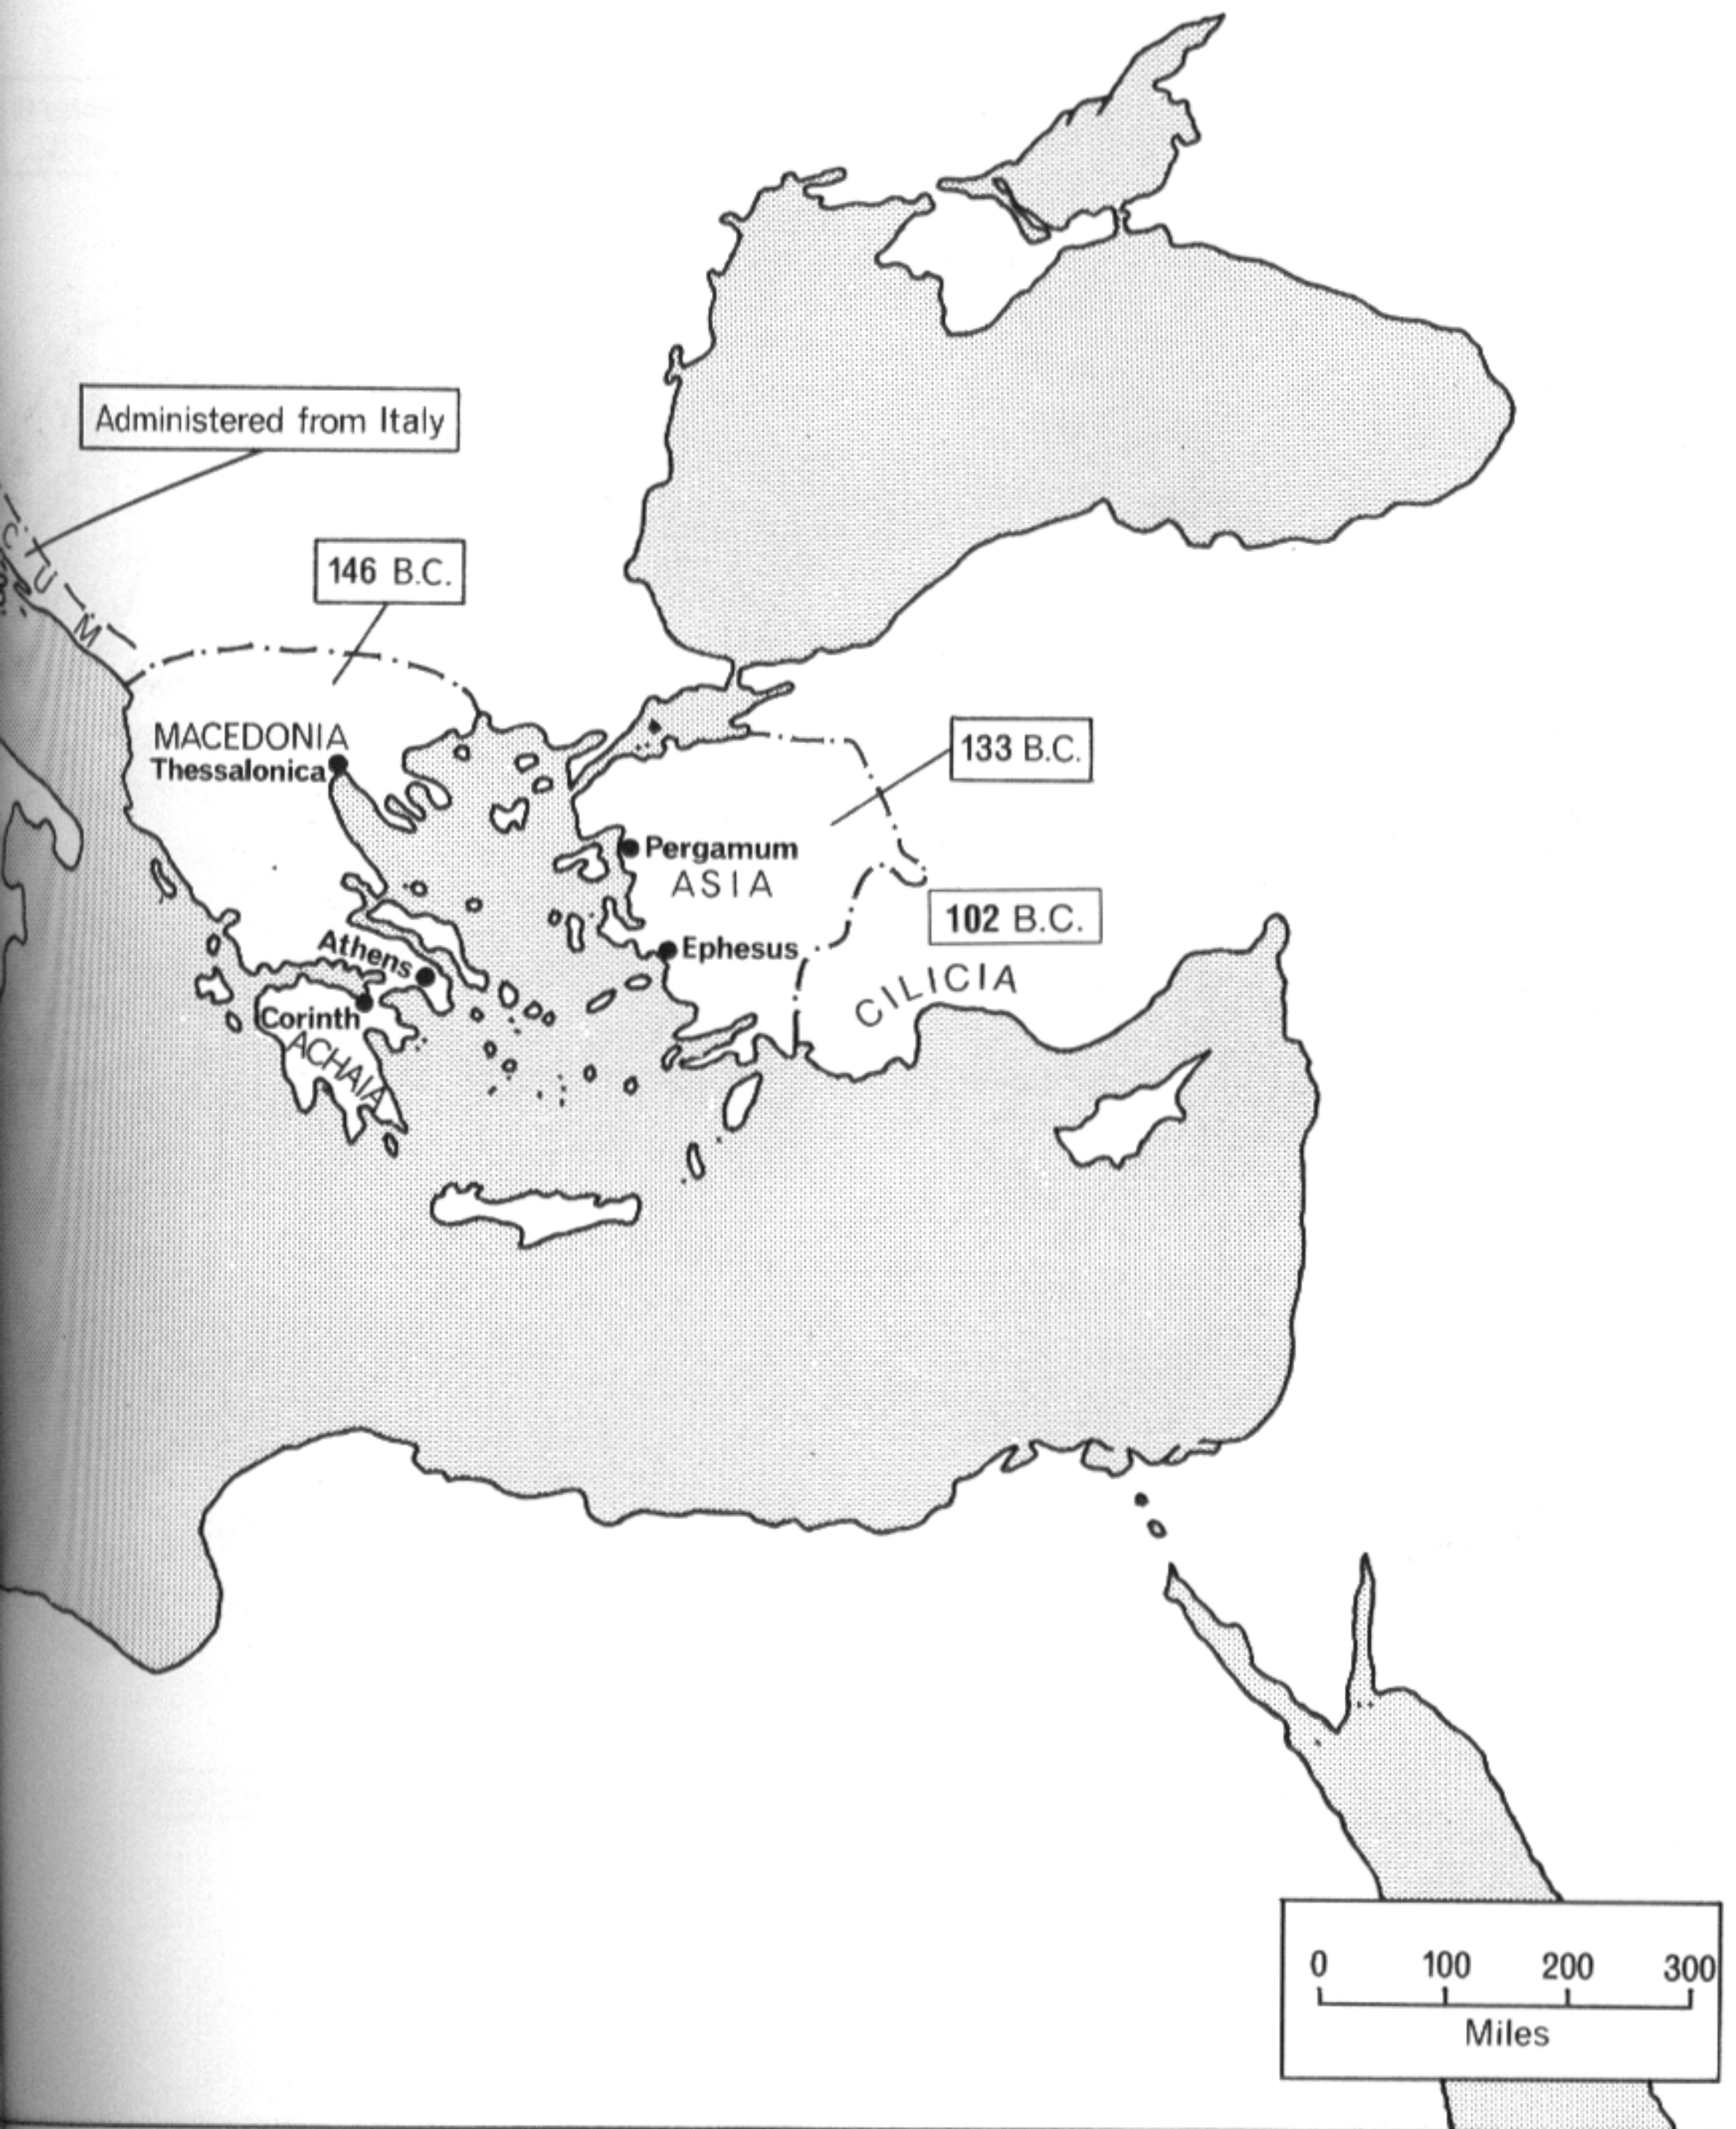 Administered from Italy
C U M
146 B.C.
MACEDONIA
Thessalonica
133 B.C.
Pergamum
ASIA
102 B.C.
Athens
Ephesus
CILICIA
Corinth
ACHAIA
0 100 200 300
Miles